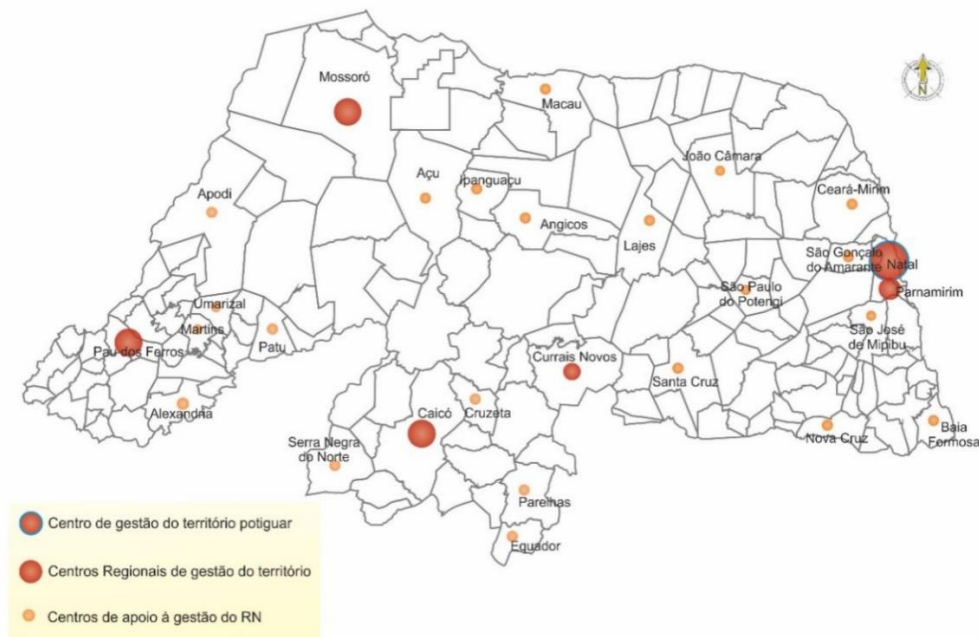 Mossoró
Macau
João Câmara
Açu
Ipanguaçu
Apodi
Ceará-Mirim
Angicos
Lajes
São Gonçalo
do Amarante
Natal
São Paulo
do Potengi
Parnamirim
Umarizal
Martins
Patu
São José
de Mipibu
Pau dos Ferros
Currais Novos
Santa Cruz
Alexandria
Caicó
Cruzeta
Serra Negra
do Norte
Nova Cruz
Baia
Formosa
Parelhas
Equador
Centro de gestão do território potiguar
Centros Regionais de gestão do território
Centros de apoio á gestão do RN
N